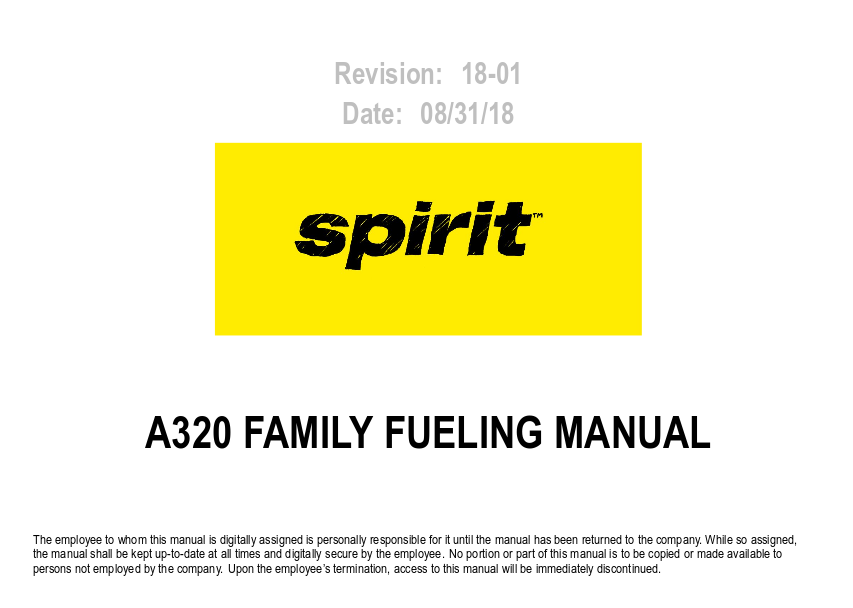 Revision: 18-01
Date: 08/31/18
spirit™
A320 FAMILY FUELING MANUAL
The employee to whom this manual is digitally assigned is personally responsible for it until the manual has been returned to the company. While so assigned,
the manual shall be kept up-to-date at all times and digitally secure by the employee. No portion or part of this manual is to be copied or made available to
persons not employed by the company. Upon the employee's termination, access to this manual will be immediately discontinued.